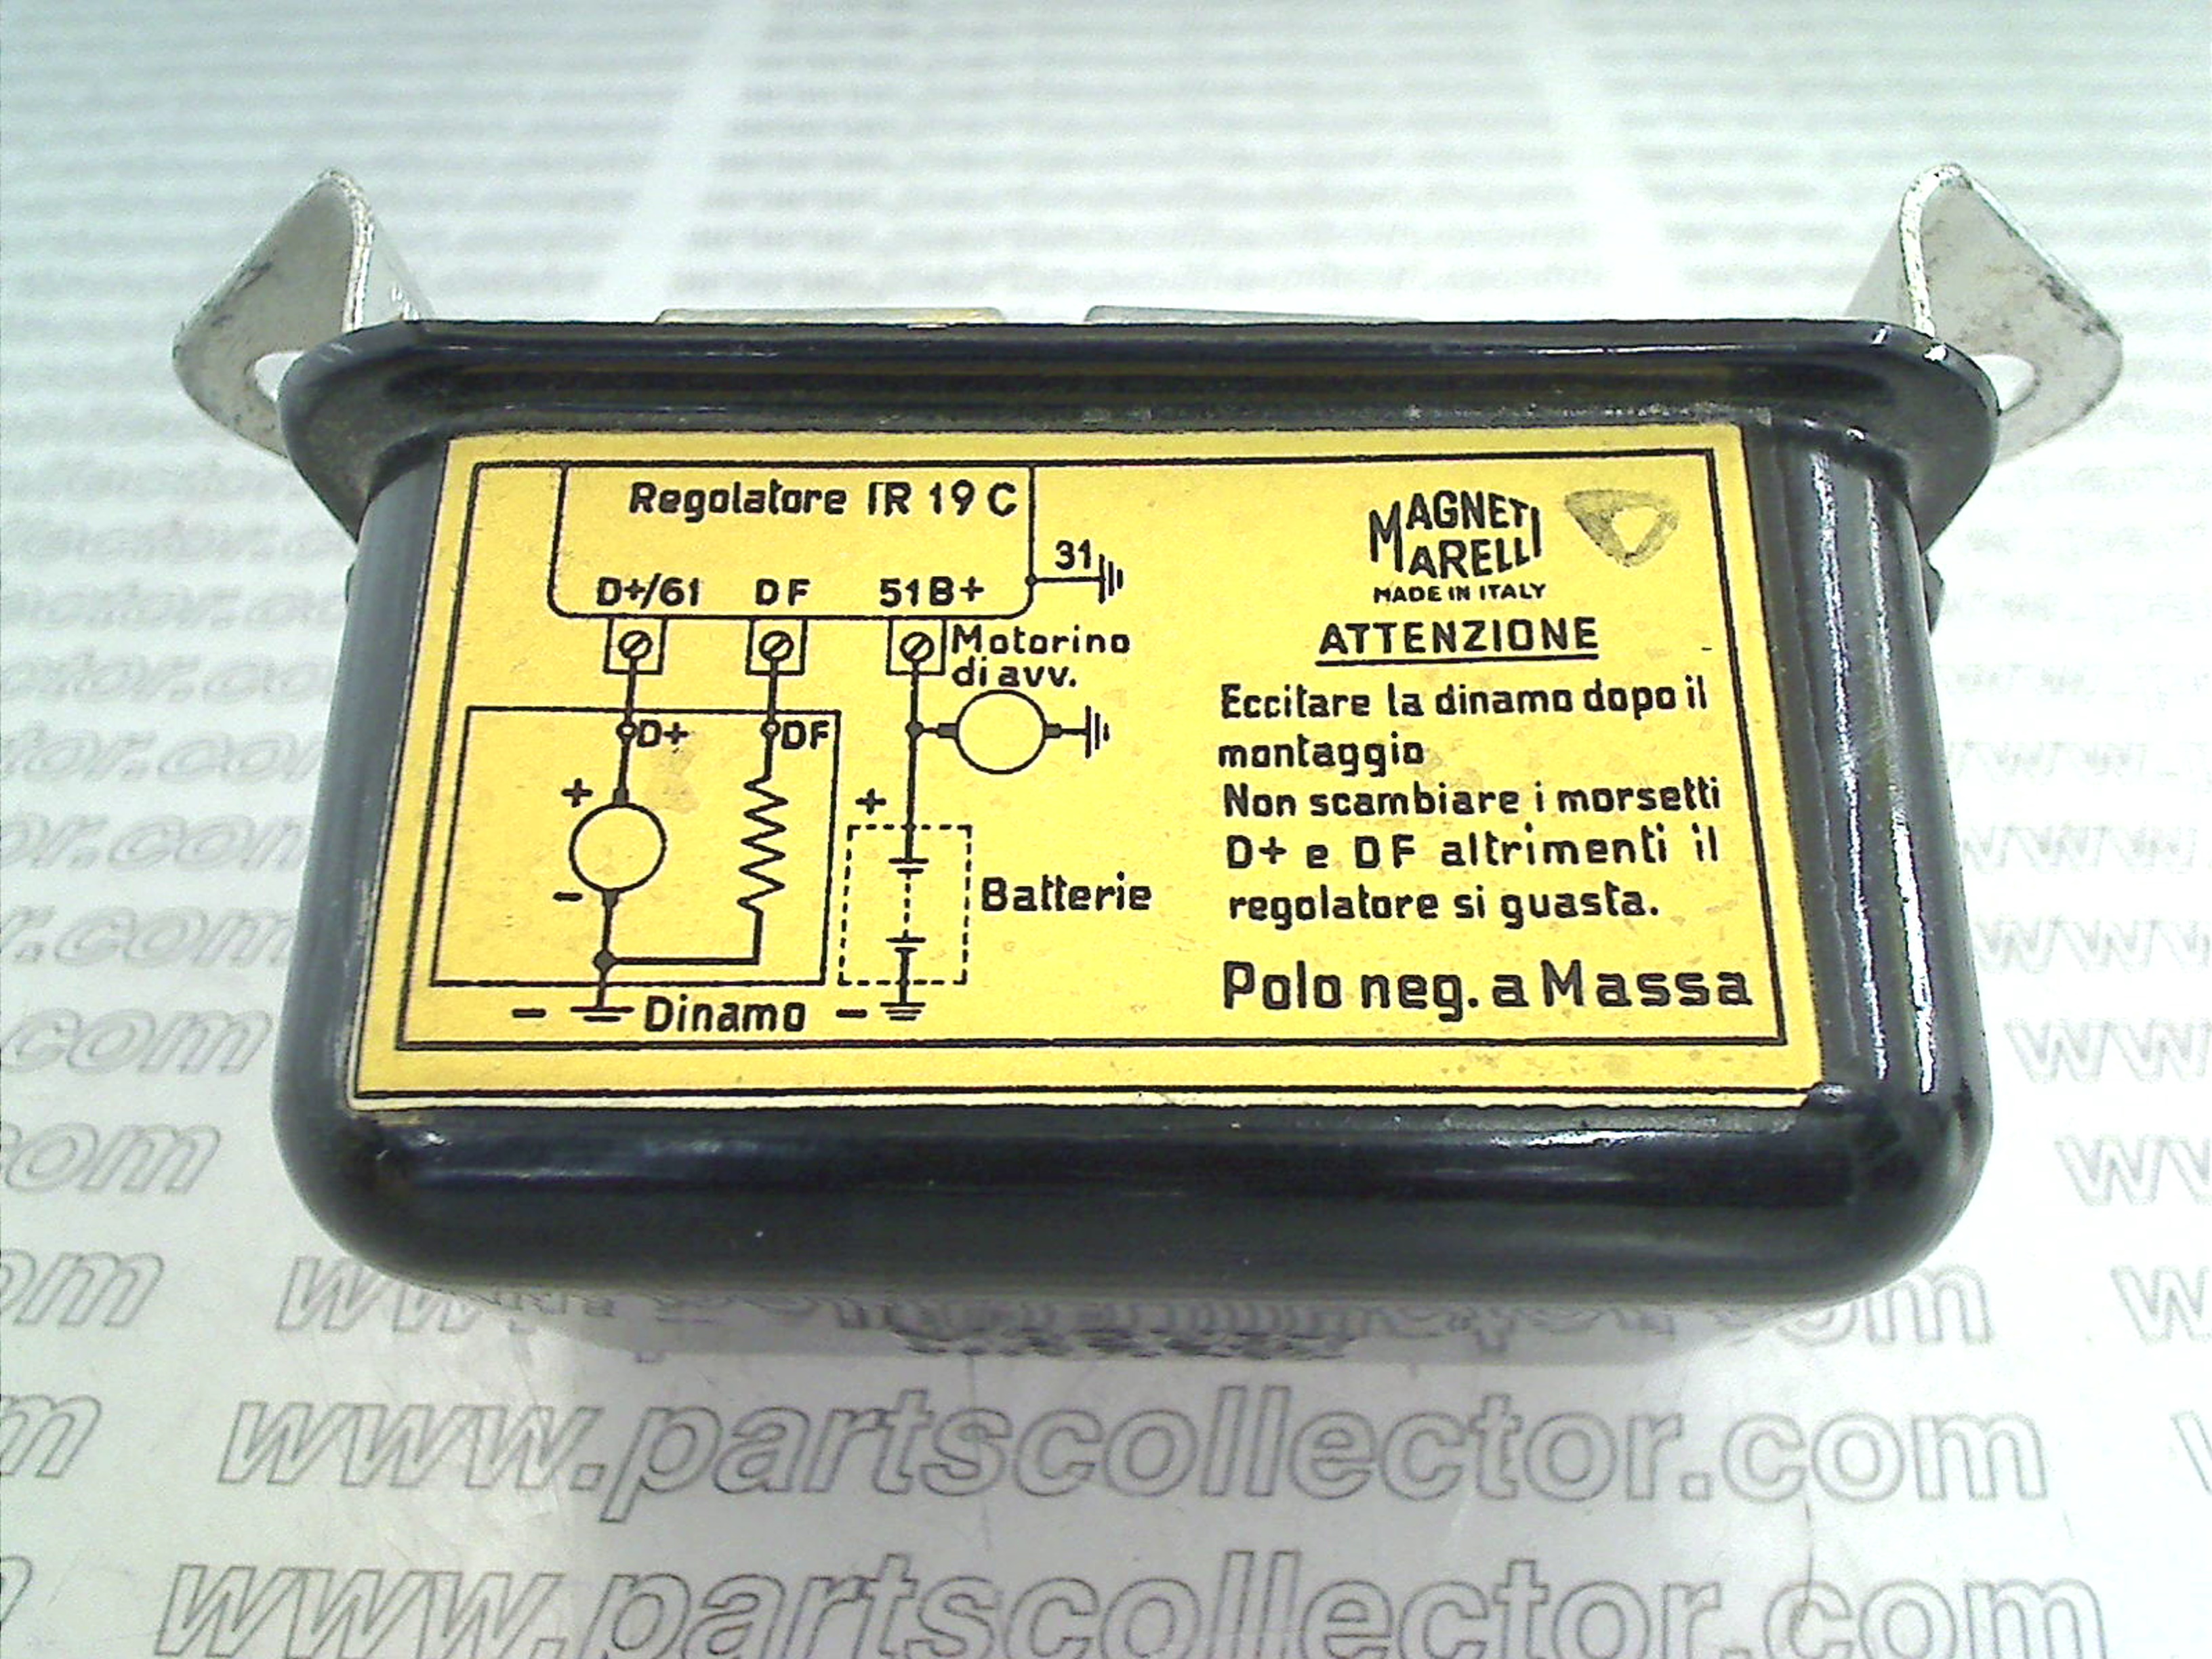 Regolatore IR 19 C
31
D+/61 DF 51B+
Motorino
di avv.
D+ DF
+
-
+
Batterie
- Dinamo -
MAGNETI
MARELLI
MADE IN ITALY
ATTENZIONE
Eccitare la dinamo dopo il
montaggio
Non scambiare i morsetti
D+ e DF altrimenti il
regolatore si guasta.
Polo neg. a Massa
www.partscollector.com
www.partscollector.com